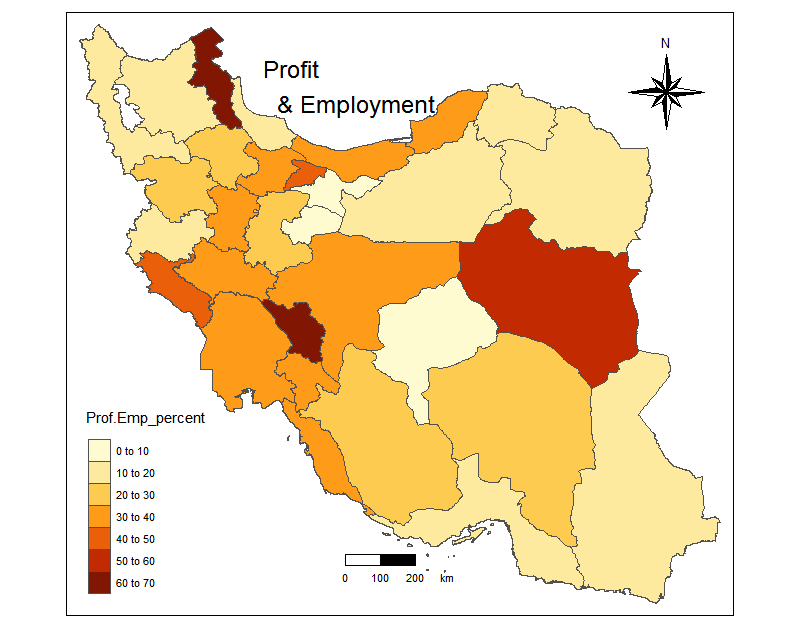 N
Profit
& Employment
Prof.Emp_percent
0 to 10
10 to 20
20 to 30
30 to 40
40 to 50
50 to 60
60 to 70
0 100 200 km